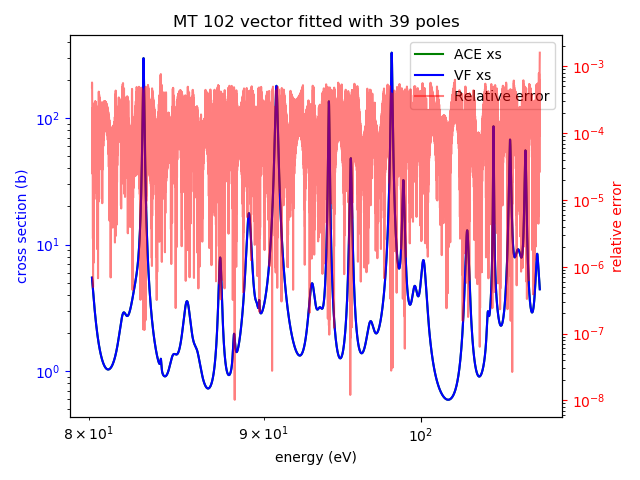 MT 102 vector fitted with 39 poles
ACE xs
VF xs
Relative error
cross section (b)
10²
10¹
10⁰
relative error
10⁻³
10⁻⁴
10⁻⁵
10⁻⁶
10⁻⁷
10⁻⁸
8 × 10¹
9 × 10¹
10²
energy (eV)